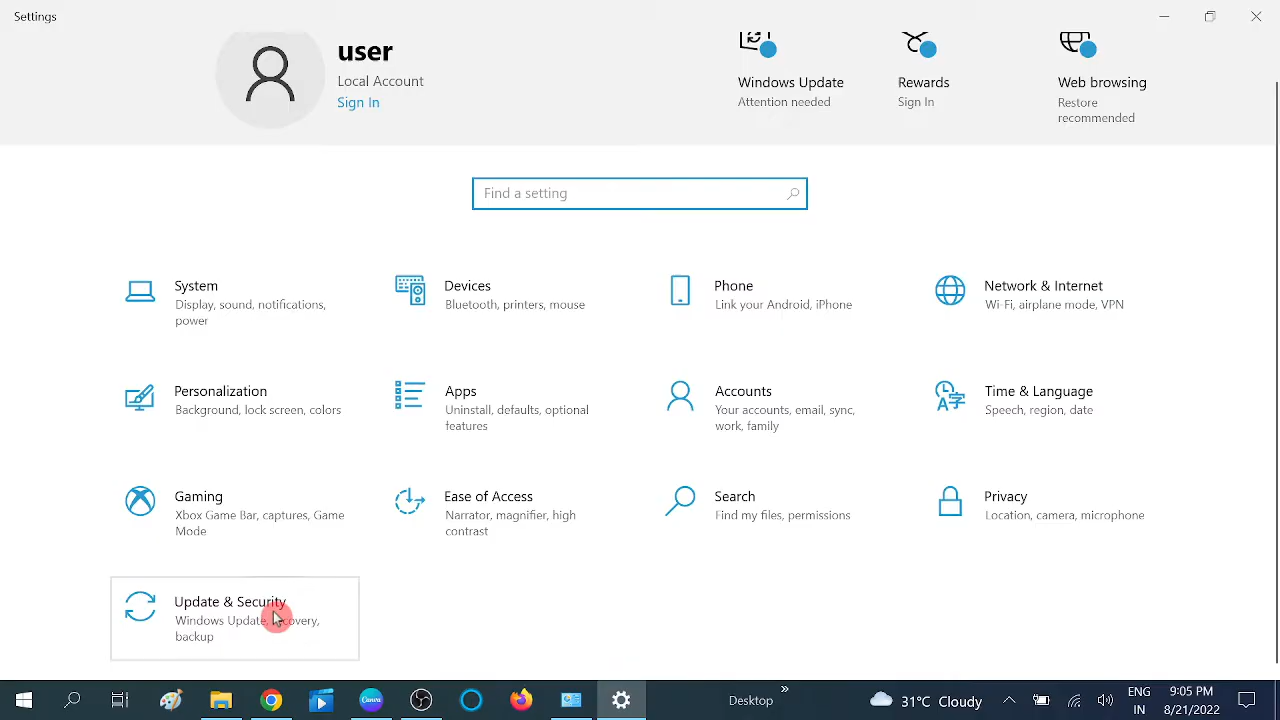 Settings
user
Local Account
Sign In
Windows Update
Attention needed
Rewards
Sign In
Web browsing
Restore
recommended
Find a setting
System
Display, sound, notifications,
power
Devices
Bluetooth, printers, mouse
Phone
Link your Android, iPhone
Network & Internet
Wi-Fi, airplane mode, VPN
Personalization
Background, lock screen, colors
Apps
Uninstall, defaults, optional
features
Accounts
Your accounts, email, sync,
work, family
Time & Language
Speech, region, date
Gaming
Xbox Game Bar, captures, Game
Mode
Ease of Access
Narrator, magnifier, high
contrast
Search
Find my files, permissions
Privacy
Location, camera, microphone
Update & Security
Windows Update, recovery,
backup
Canva
Desktop
31°C Cloudy
ENG
IN
9:05 PM
8/21/2022